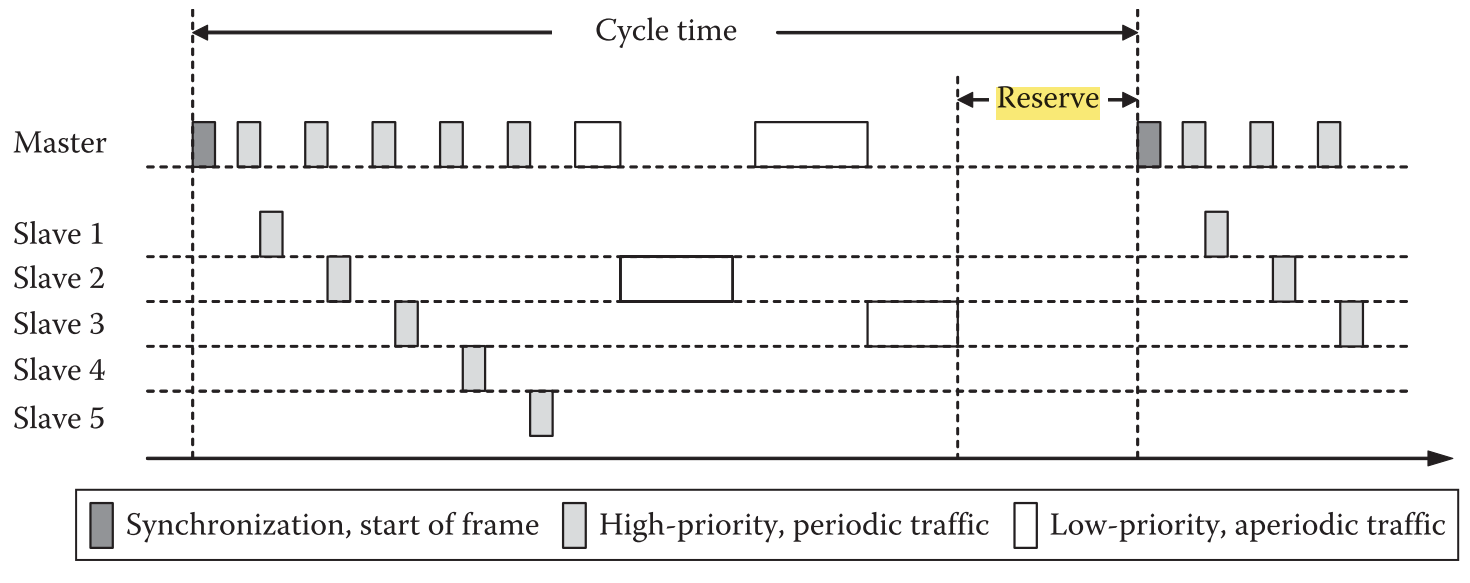 Cycle time
Reserve
Master
Slave 1
Slave 2
Slave 3
Slave 4
Slave 5
Synchronization, start of frame High-priority, periodic traffic Low-priority, aperiodic traffic